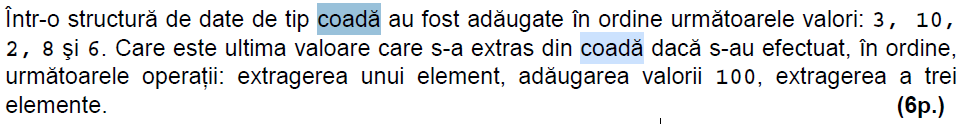 Într-o structură de date de tip coadă au fost adăugate în ordine următoarele valori: 3, 10,
2, 8 şi 6. Care este ultima valoare care s-a extras din coadă dacă s-au efectuat, în ordine,
următoarele operaţii: extragerea unui element, adăugarea valorii 100, extragerea a trei
elemente. (6p.)